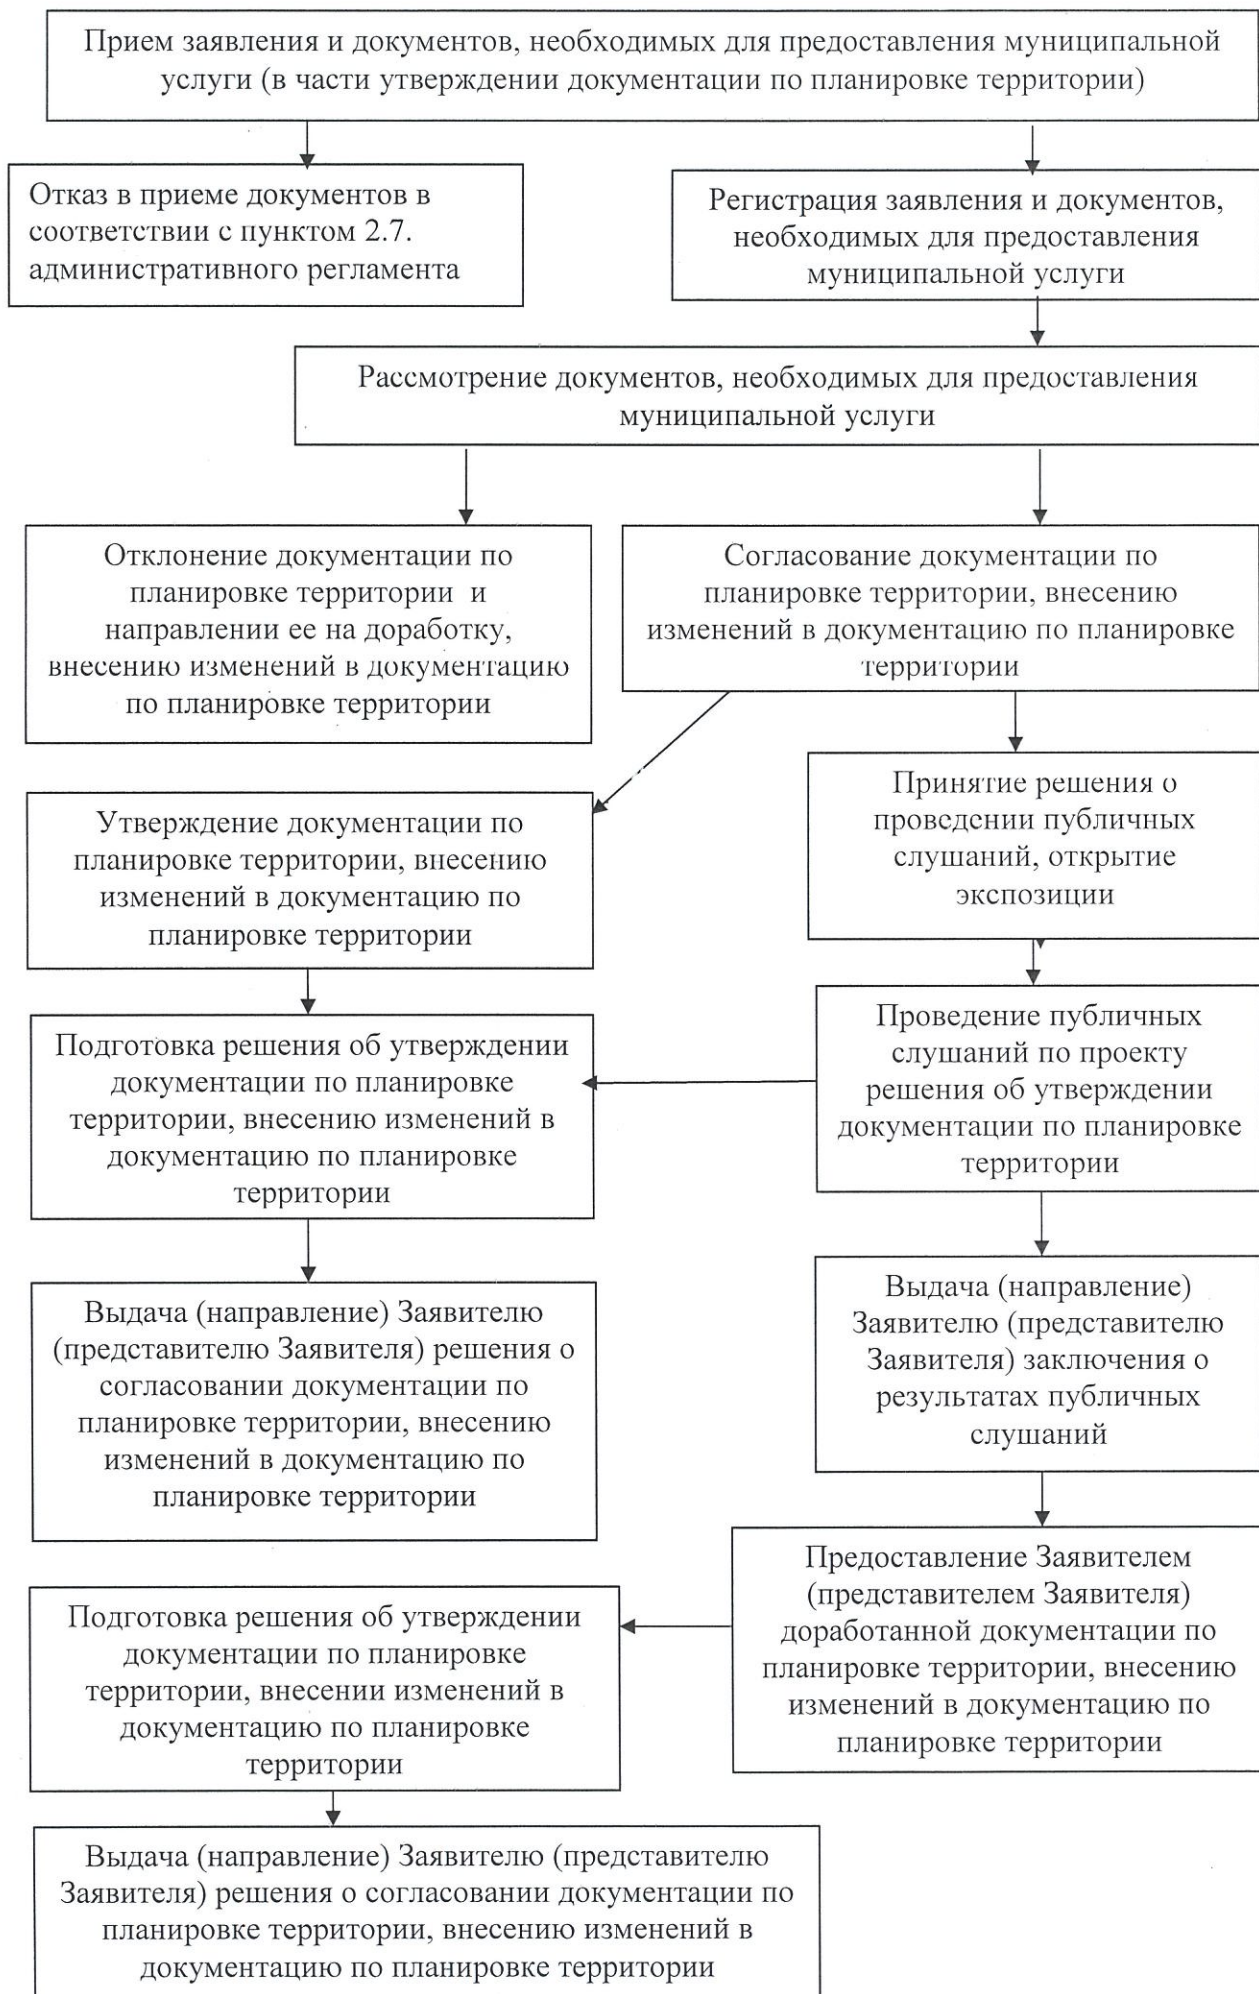 Прием заявления и документов, необходимых для предоставления муниципальной
услуги (в части утверждении документации по планировке территории)
Отказ в приеме документов в
соответствии с пунктом 2.7.
административного регламента
Регистрация заявления и документов,
необходимых для предоставления
муниципальной услуги
Рассмотрение документов, необходимых для предоставления
муниципальной услуги
Отклонение документации по
планировке территории и
направлении ее на доработку,
внесению изменений в документацию
по планировке территории
Согласование документации по
планировке территории, внесению
изменений в документацию по планировке
территории
Утверждение документации по
планировке территории, внесению
изменений в документацию по
планировке территории
Принятие решения о
проведении публичных
слушаний, открытие
экспозиции
Подготовка решения об утверждении
документации по планировке
территории, внесению изменений в
документацию по планировке
территории
Проведение публичных
слушаний по проекту
решения об утверждении
документации по планировке
территории
Выдача (направление) Заявителю
(представителю Заявителя) решения о
согласовании документации по
планировке территории, внесению
изменений в документацию по
планировке территории
Выдача (направление)
Заявителю (представителю
Заявителя) заключения о
результатах публичных
слушаний
Предоставление Заявителем
(представителем Заявителя)
доработанной документации по
планировке территории, внесению
изменений в документацию по
планировке территории
Подготовка решения об утверждении
документации по планировке
территории, внесении изменений в
документацию по планировке
территории
Выдача (направление) Заявителю (представителю
Заявителя) решения о согласовании документации по
планировке территории, внесению изменений в
документацию по планировке территории